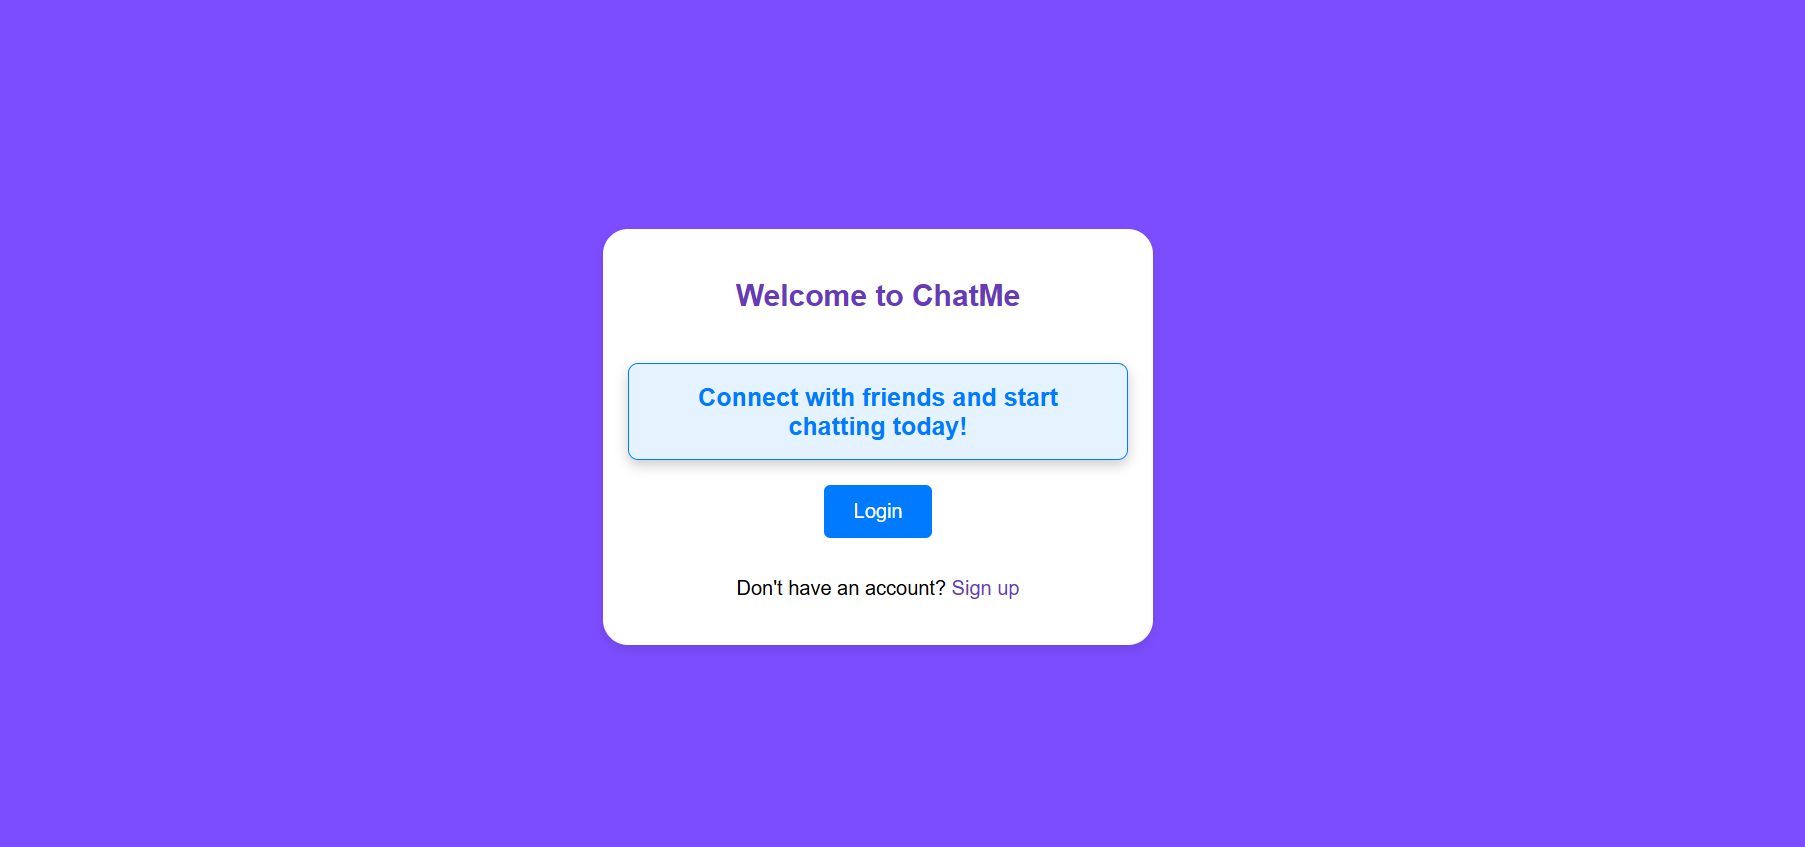 Welcome to ChatMe
Connect with friends and start
chatting today!
Login
Don't have an account? Sign up